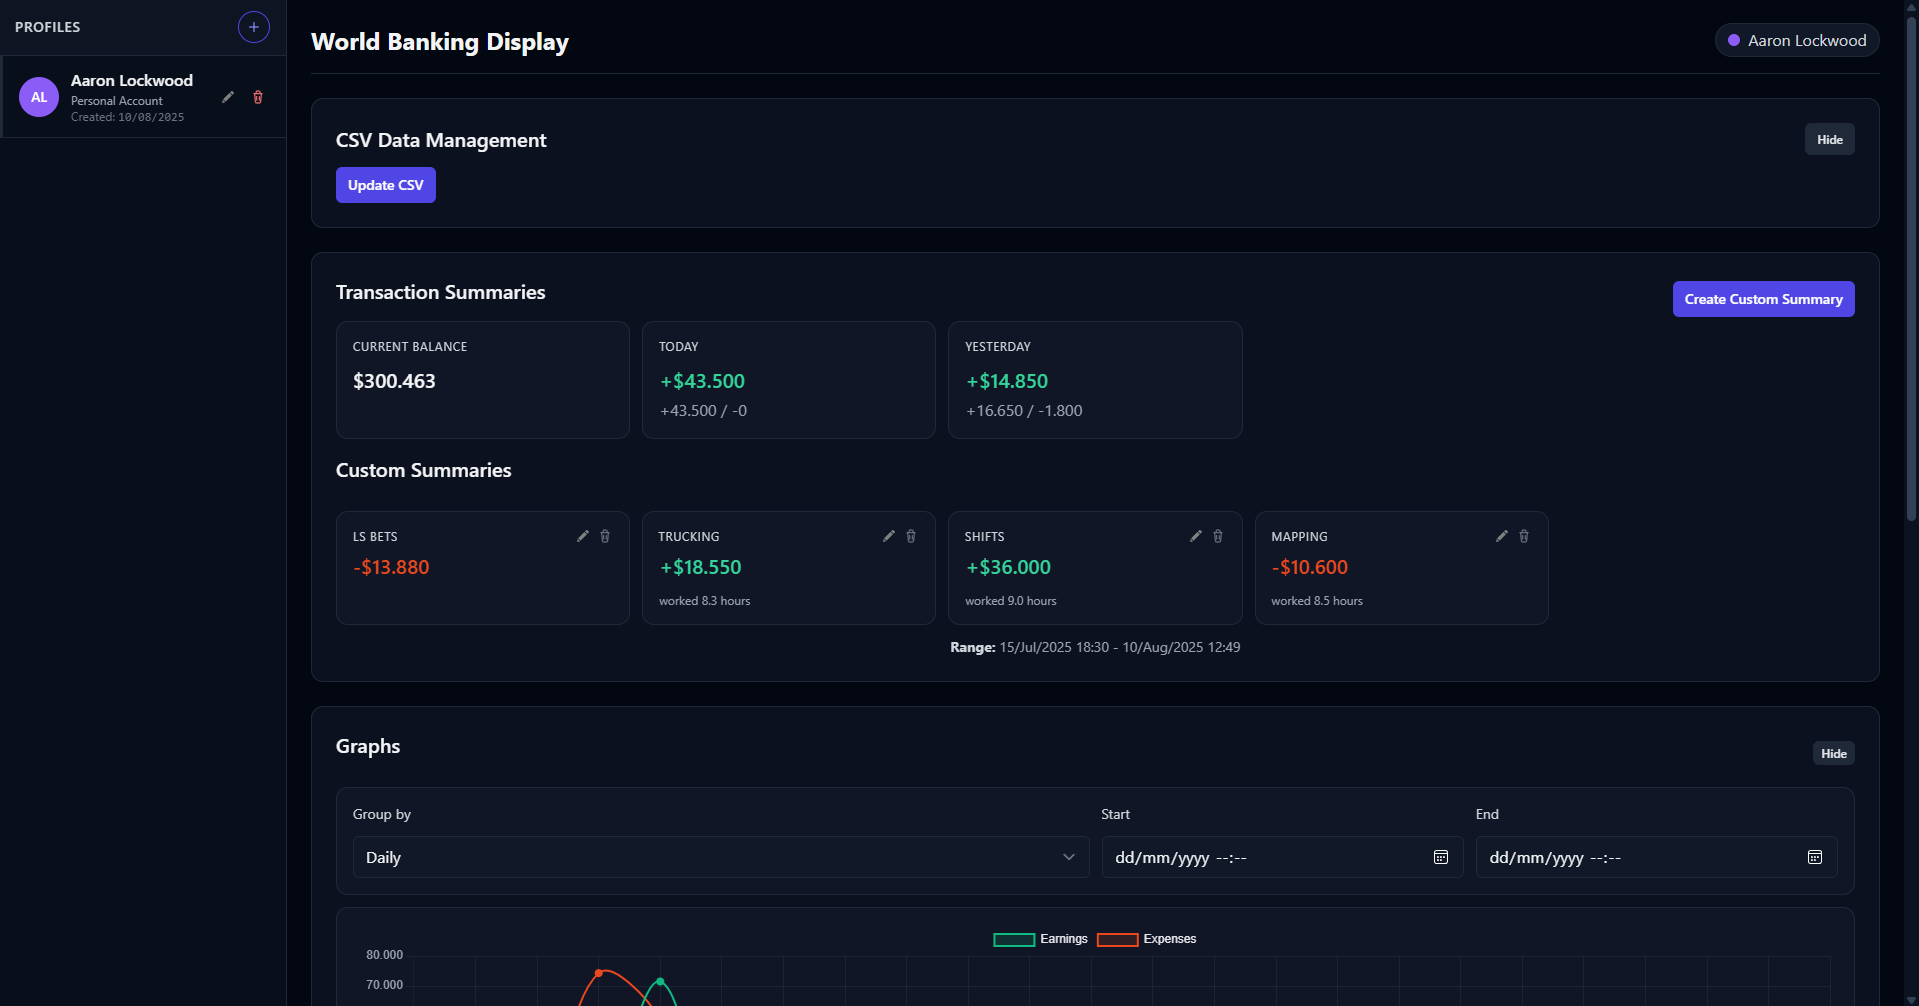 PROFILES
+
AL
Aaron Lockwood
Personal Account
Created: 10/08/2025
World Banking Display
Aaron Lockwood
CSV Data Management
Hide
Update CSV
Transaction Summaries
Create Custom Summary
CURRENT BALANCE
$300.463
TODAY
+$43.500
+43.500 / -0
YESTERDAY
+$14.850
+16.650 / -1.800
Custom Summaries
LS BETS
-$13.880
TRUCKING
+$18.550
worked 8.3 hours
SHIFTS
+$36.000
worked 9.0 hours
MAPPING
-$10.600
worked 8.5 hours
Range: 15/Jul/2025 18:30 - 10/Aug/2025 12:49
Graphs
Hide
Group by
Daily
Start
dd/mm/yyyy --:--
End
dd/mm/yyyy --:--
Earnings
Expenses
80.000
70.000